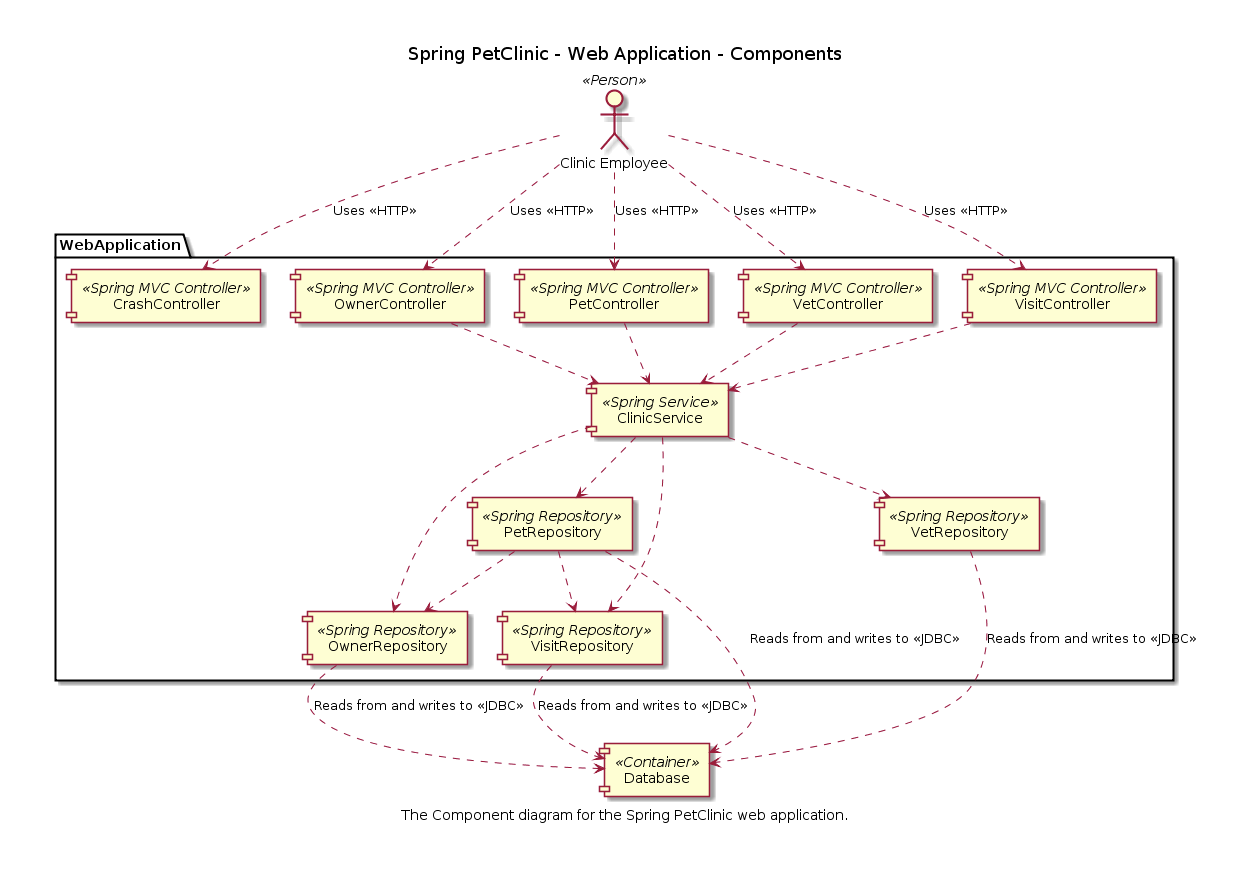 Spring PetClinic - Web Application - Components
«Person»
Clinic Employee
Uses «HTTP»
Uses «HTTP»
Uses «HTTP»
Uses «HTTP»
Uses «HTTP»
WebApplication
«Spring MVC Controller»
CrashController
«Spring MVC Controller»
OwnerController
«Spring MVC Controller»
PetController
«Spring MVC Controller»
VetController
«Spring MVC Controller»
VisitController
«Spring Service»
ClinicService
«Spring Repository»
PetRepository
«Spring Repository»
VetRepository
«Spring Repository»
OwnerRepository
«Spring Repository»
VisitRepository
Reads from and writes to «JDBC»
Reads from and writes to «JDBC»
Reads from and writes to «JDBC»
Reads from and writes to «JDBC»
«Container»
Database
The Component diagram for the Spring PetClinic web application.